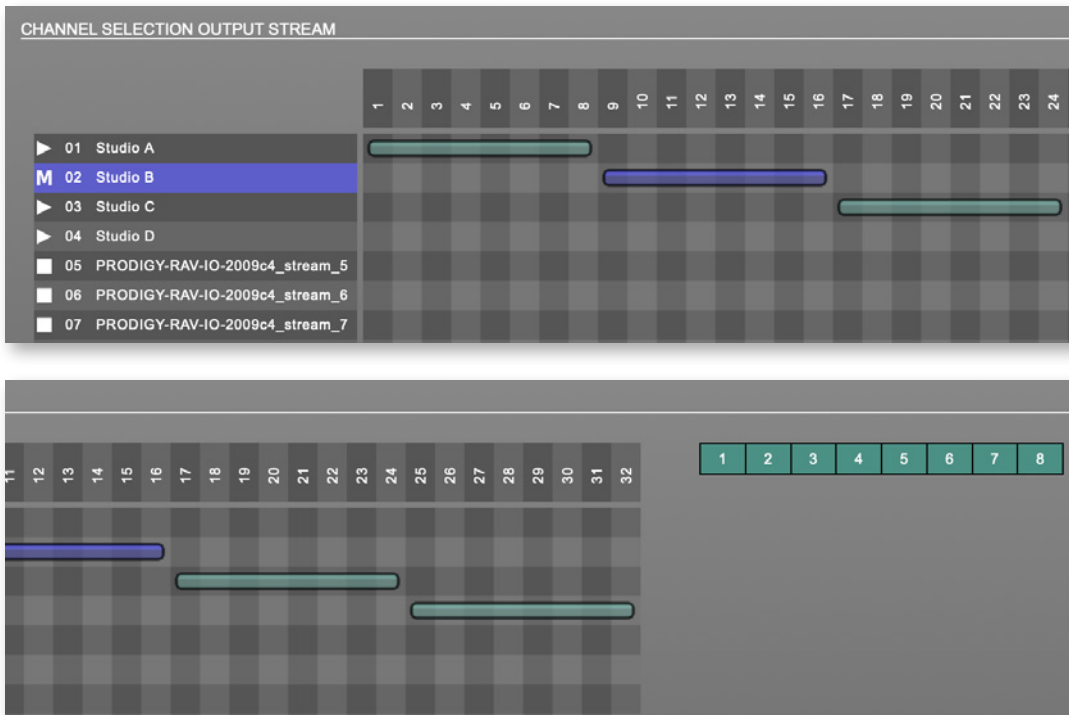 CHANNEL SELECTION OUTPUT STREAM
1 2 3 4 5 6 7 8 9 10 11 12 13 14 15 16 17 18 19 20 21 22 23 24
01 Studio A
M 02 Studio B
03 Studio C
04 Studio D
05 PRODIGY-RAV-IO-2009c4_stream_5
06 PRODIGY-RAV-IO-2009c4_stream_6
07 PRODIGY-RAV-IO-2009c4_stream_7
11 12 13 14 15 16 17 18 19 20 21 22 23 24 25 26 27 28 29 30 31 32
1 2 3 4 5 6 7 8